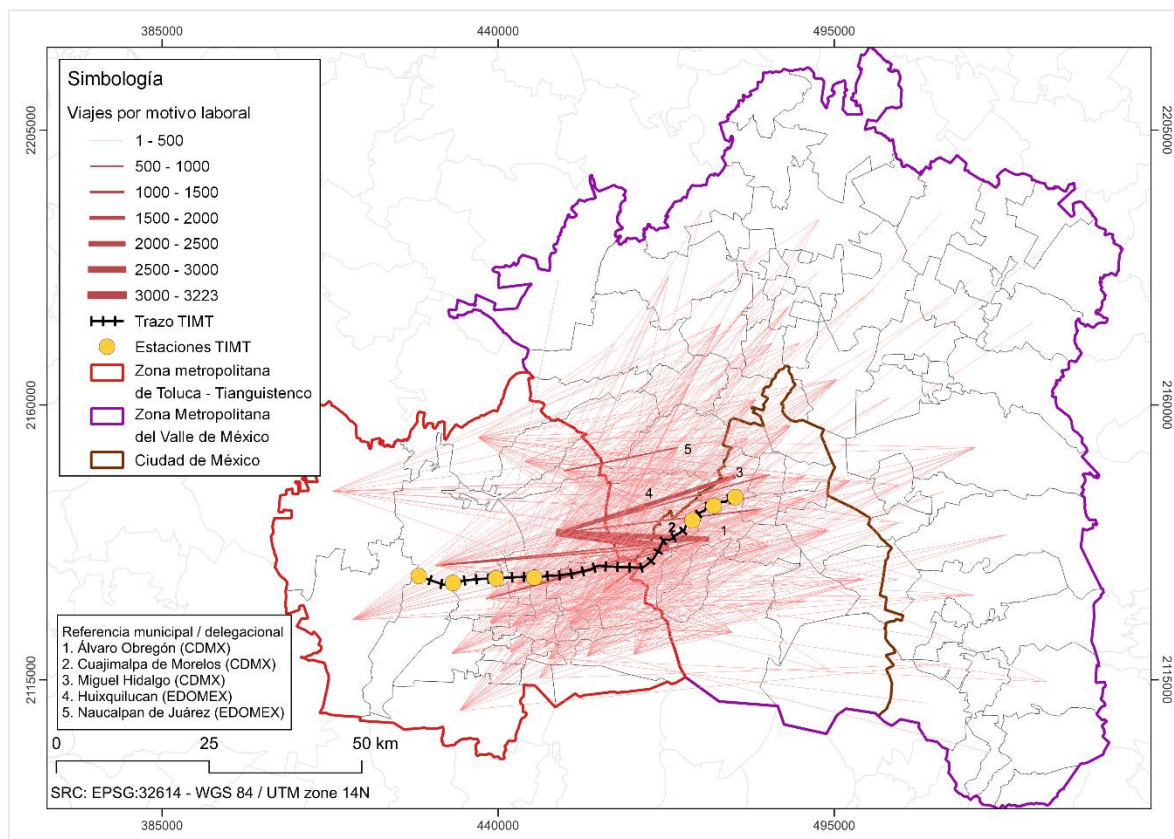 385000
440000
495000
Simbología
Viajes por motivo laboral
1 - 500
500 - 1000
1000 - 1500
1500 - 2000
2000 - 2500
2500 - 3000
3000 - 3223
Trazo TIMT
Estaciones TIMT
Zona metropolitana
de Toluca - Tianguistenco
Zona Metropolitana
del Valle de México
Ciudad de México
2205000
2205000
2160000
2160000
5
3
4
2
1
Referencia municipal / delegacional
1. Álvaro Obregón (CDMX)
2. Cuajimalpa de Morelos (CDMX)
3. Miguel Hidalgo (CDMX)
4. Huixquilucan (EDOMEX)
5. Naucalpan de Juárez (EDOMEX)
2115000
2115000
0
25
50 km
SRC: EPSG:32614 - WGS 84 / UTM zone 14N
385000
440000
495000